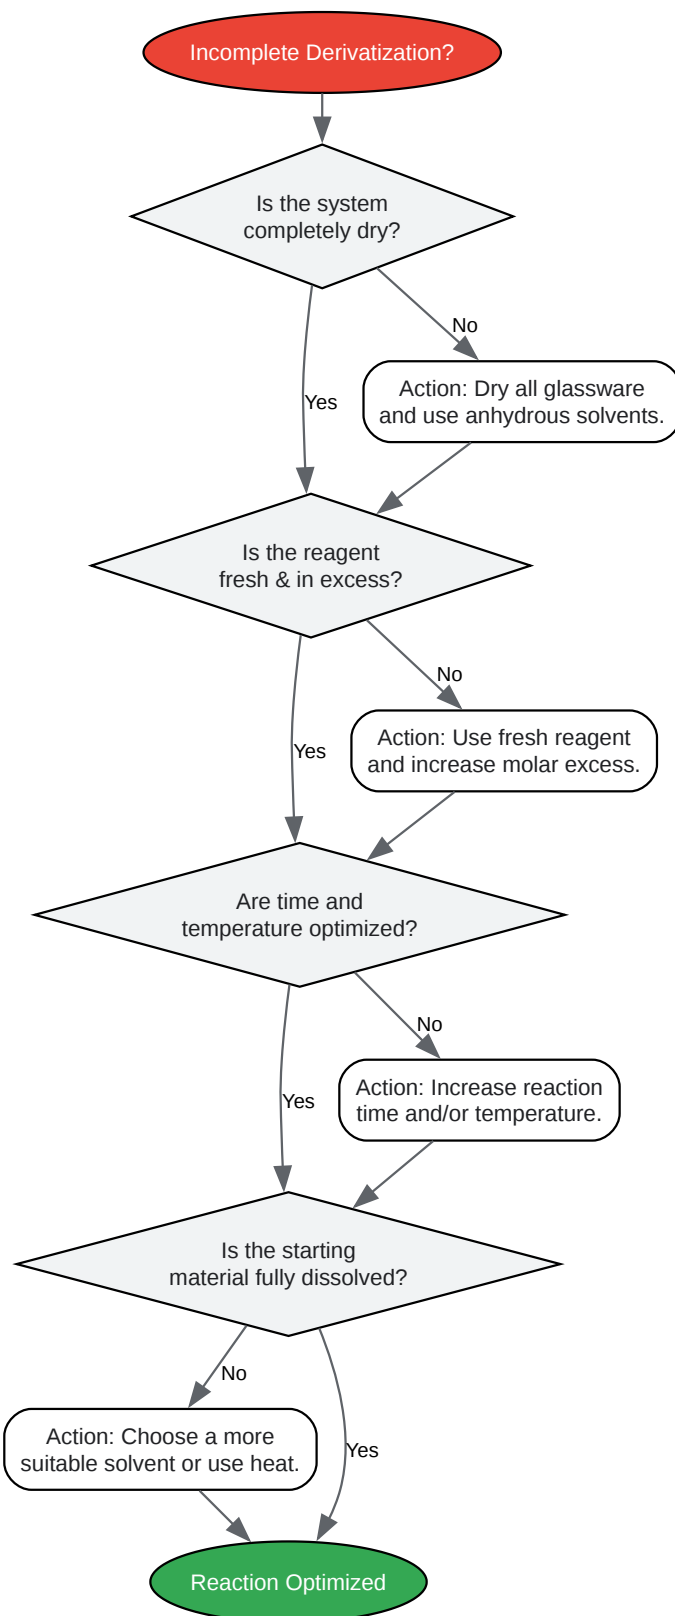 Incomplete Derivatization?
Is the system
completely dry?
No
Action: Dry all glassware
and use anhydrous solvents.
Yes
Is the reagent
fresh & in excess?
No
Action: Use fresh reagent
and increase molar excess.
Yes
Are time and
temperature optimized?
No
Action: Increase reaction
time and/or temperature.
Yes
Is the starting
material fully dissolved?
No
Action: Choose a more
suitable solvent or use heat.
Yes
Reaction Optimized